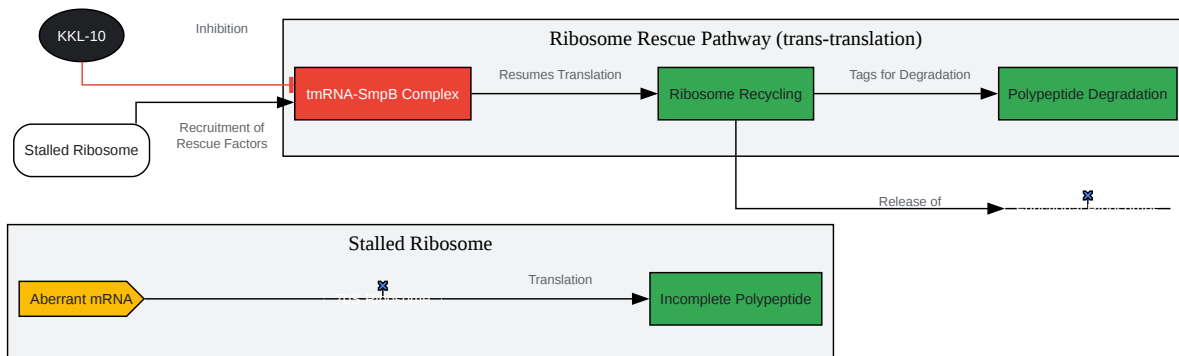 KKL-10
Inhibition
Ribosome Rescue Pathway (trans-translation)
tmRNA-SmpB Complex
Resumes Translation
Ribosome Recycling
Tags for Degradation
Polypeptide Degradation
Stalled Ribosome
Recruitment of
Rescue Factors
Release of
Stalled Ribosome
Aberrant mRNA
Translation
Incomplete Polypeptide